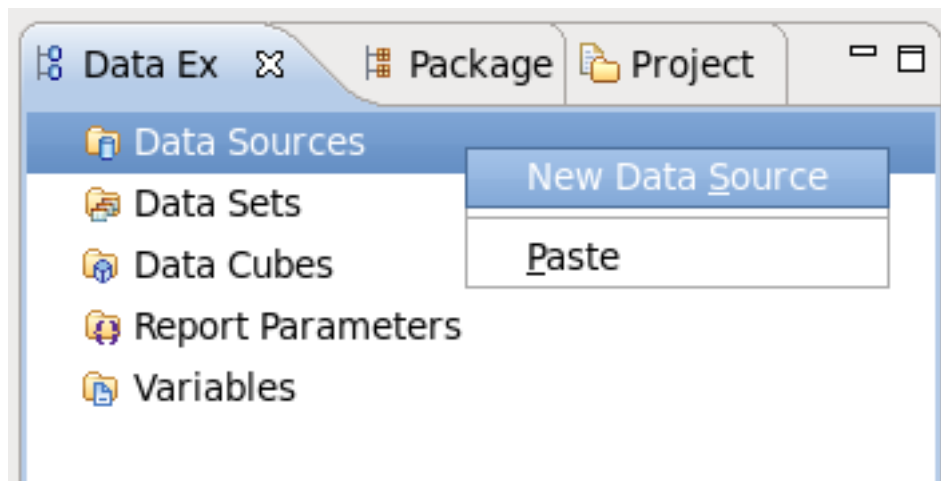 Data Ex Package Project
Data Sources
New Data Source
Data Sets
Paste
Data Cubes
Report Parameters
Variables